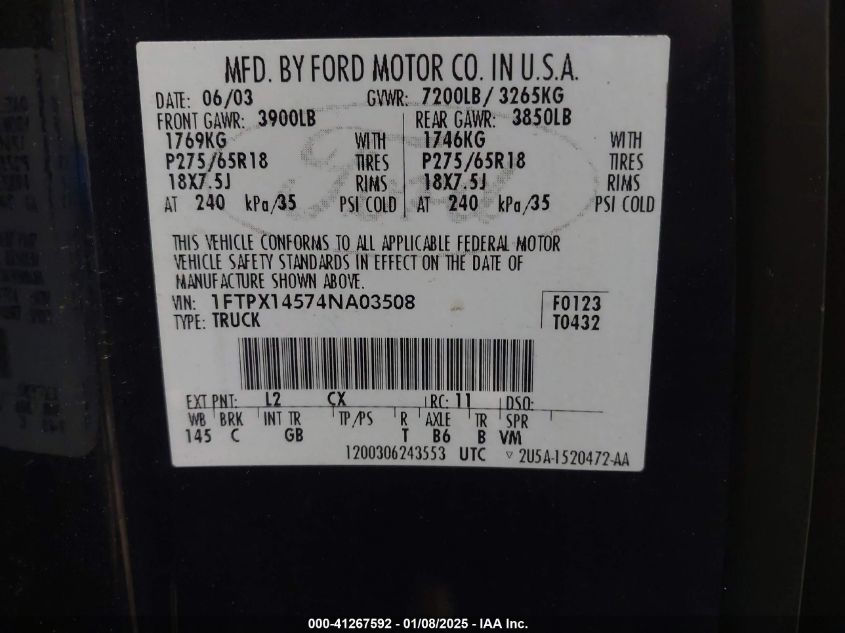 MFD. BY FORD MOTOR CO. IN U.S.A.
DATE: 06/03 GVWR: 7200LB/ 3265KG
FRONT GAWR: 3900LB REAR GAWR: 3850LB
1769KG WITH 1746KG WITH
P275/65R18 TIRES P275/65R18 TIRES
18X7.5J RIMS 18X7.5J RIMS
AT 240 kPa/35 PSI COLD AT 240 kPa/35 PSI COLD
THIS VEHICLE CONFORMS TO ALL APPLICABLE FEDERAL MOTOR
VEHICLE SAFETY STANDARDS IN EFFECT ON THE DATE OF
MANUFACTURE SHOWN ABOVE.
VIN: 1FTPX14574NA03508 F0123
TYPE: TRUCK T0432
EXT PNT: L2 CX RC: 11 DSO:
WB BRK INT TR TP/PS R AXLE TR SPR
145 C GB T B6 B VM
1200306243553 UTC ▽ 2U5A-1520472-AA
000-41267592 - 01/08/2025 - IAA Inc.